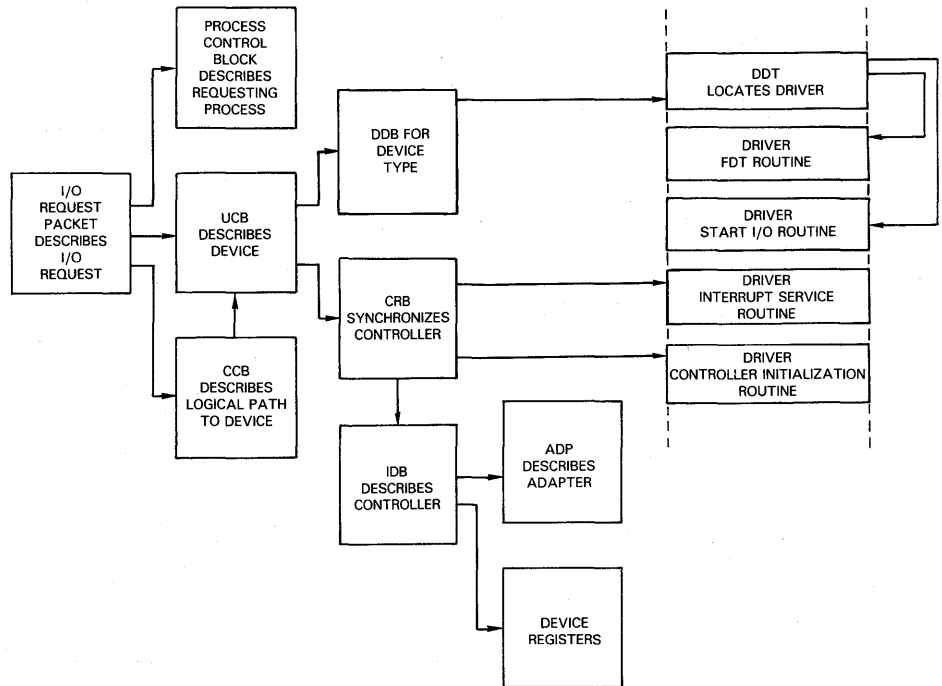 PROCESS
CONTROL
BLOCK
DESCRIBES
REQUESTING
PROCESS
I/O
REQUEST
PACKET
DESCRIBES
I/O
REQUEST
UCB
DESCRIBES
DEVICE
CCB
DESCRIBES
LOGICAL PATH
TO DEVICE
DDB FOR
DEVICE
TYPE
CRB
SYNCHRONIZES
CONTROLLER
IDB
DESCRIBES
CONTROLLER
ADP
DESCRIBES
ADAPTER
DEVICE
REGISTERS
DDT
LOCATES DRIVER
DRIVER
FDT ROUTINE
DRIVER
START I/O ROUTINE
DRIVER
INTERRUPT SERVICE
ROUTINE
DRIVER
CONTROLLER INITIALIZATION
ROUTINE